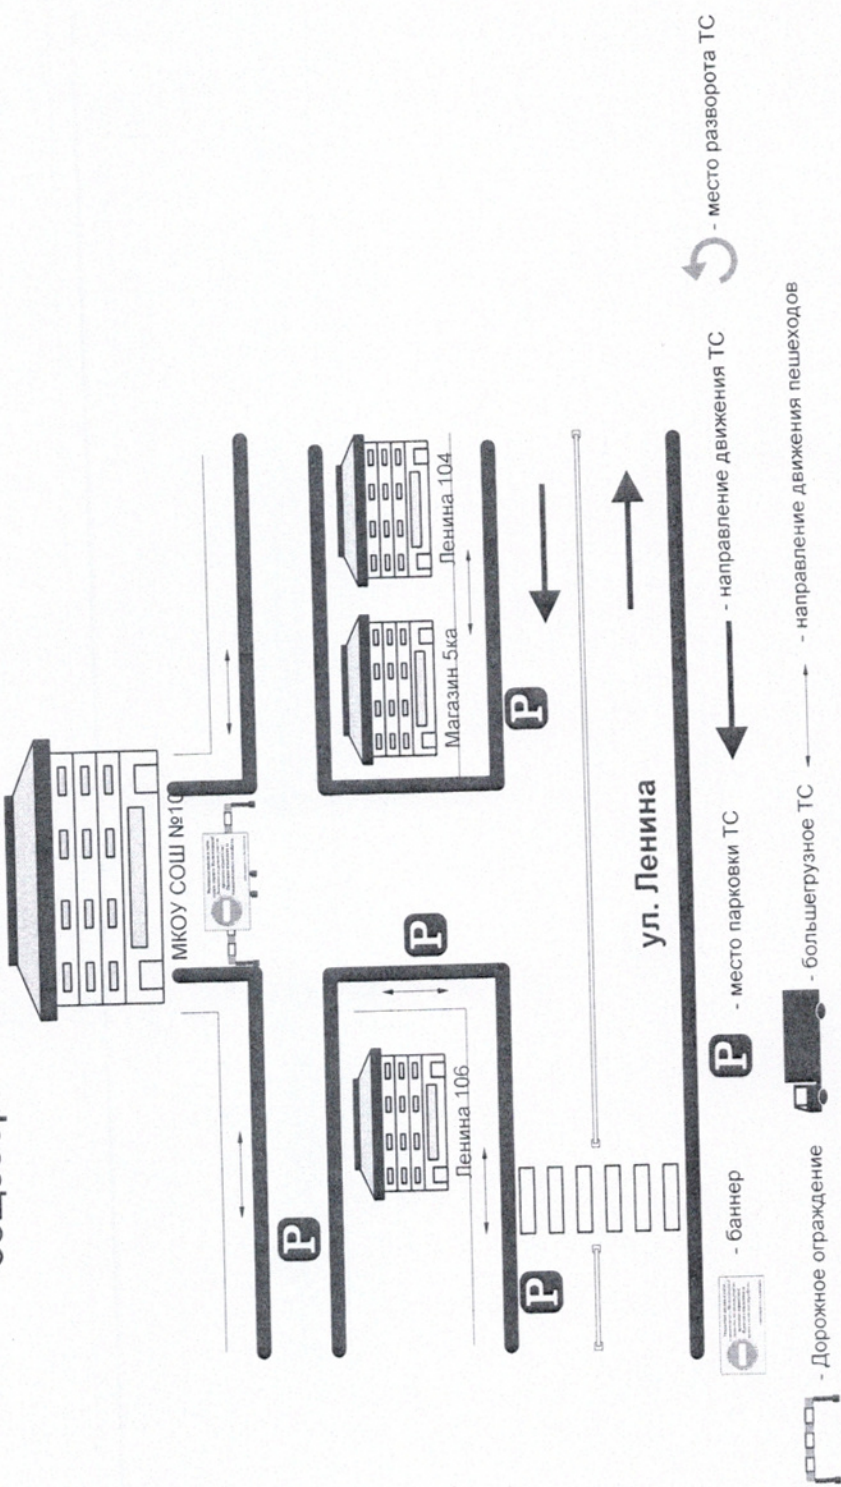 МКОУ СОШ №10
Ленина 106
Магазин 5ка
Ленина 104
P
P
P
P
ул. Ленина
- баннер
P - место парковки ТС
- направление движения ТС
- место разворота ТС
- Дорожное ограждение
- большегрузное ТС
- направление движения пешеходов